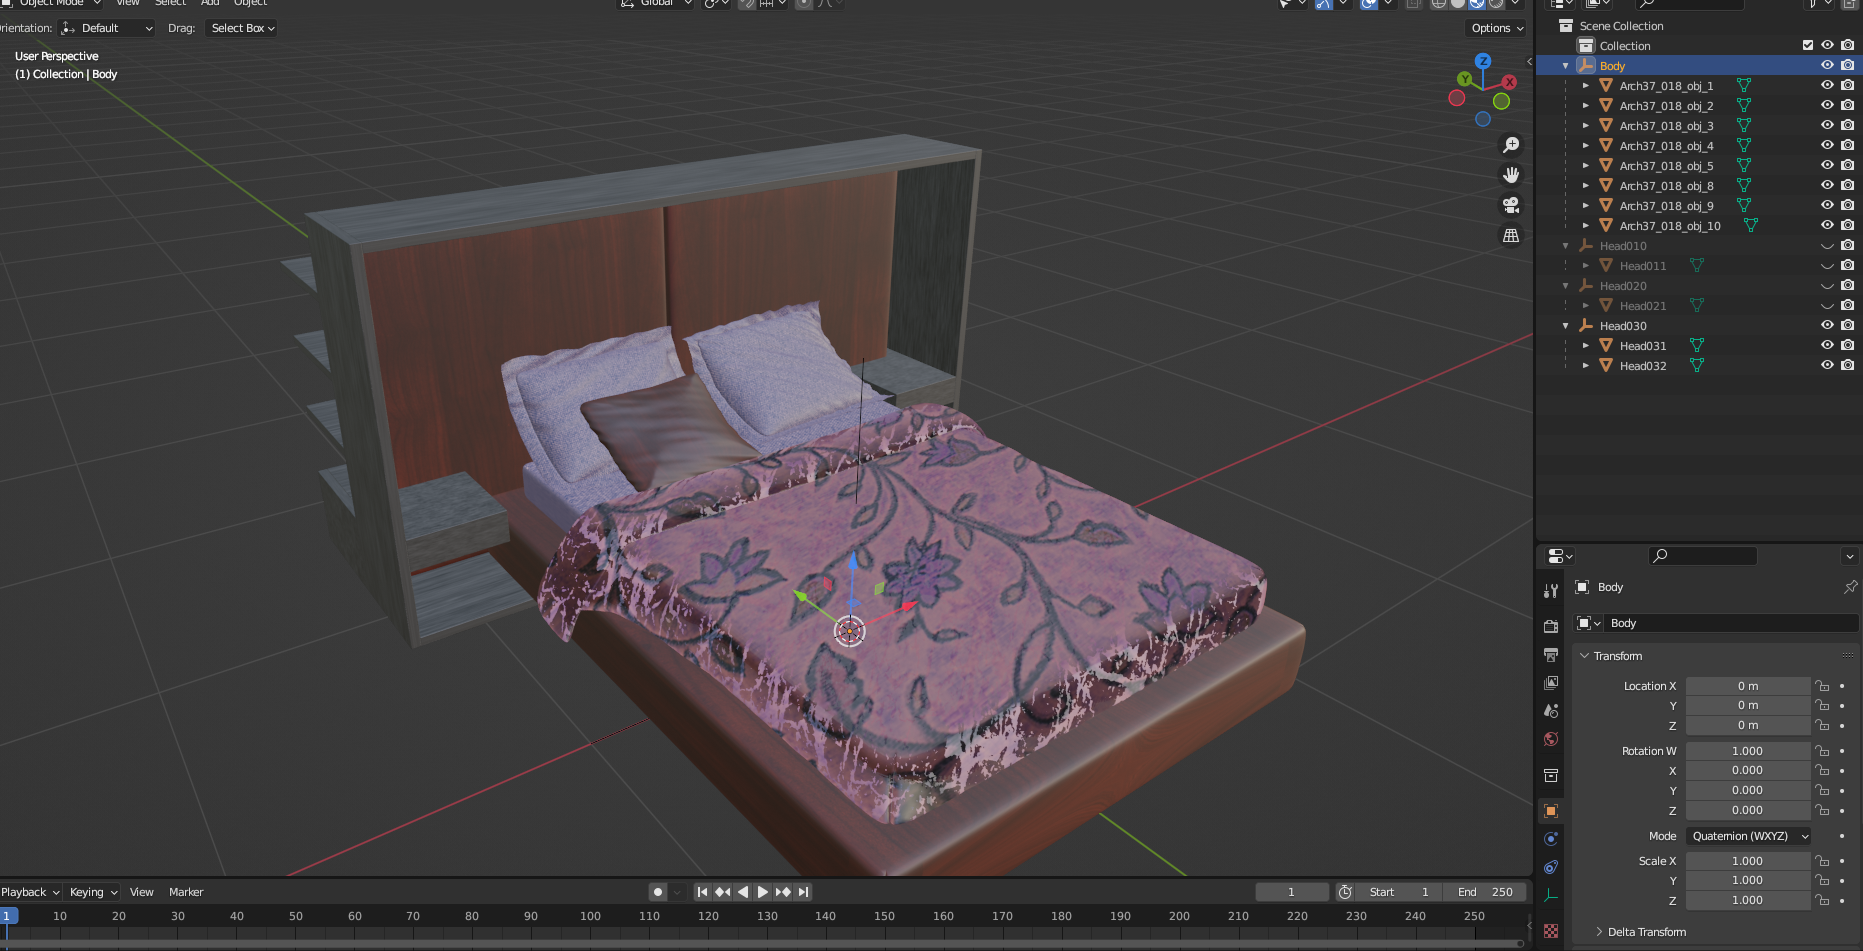 Object Mode View Select Add Object Global
Orientation: Default Drag: Select Box Options
User Perspective
(1) Collection | Body
Z
Y X
Scene Collection
Collection
Body
Arch37_018_obj_1
Arch37_018_obj_2
Arch37_018_obj_3
Arch37_018_obj_4
Arch37_018_obj_5
Arch37_018_obj_8
Arch37_018_obj_9
Arch37_018_obj_10
Head010
Head011
Head020
Head021
Head030
Head031
Head032
Body
Body
Transform
Location X 0 m
Y 0 m
Z 0 m
Rotation W 1.000
X 0.000
Y 0.000
Z 0.000
Mode Quaternion (WXYZ)
Scale X 1.000
Y 1.000
Z 1.000
Delta Transform
Playback Keying View Marker 1 Start 1 End 250
1 10 20 30 40 50 60 70 80 90 100 110 120 130 140 150 160 170 180 190 200 210 220 230 240 250